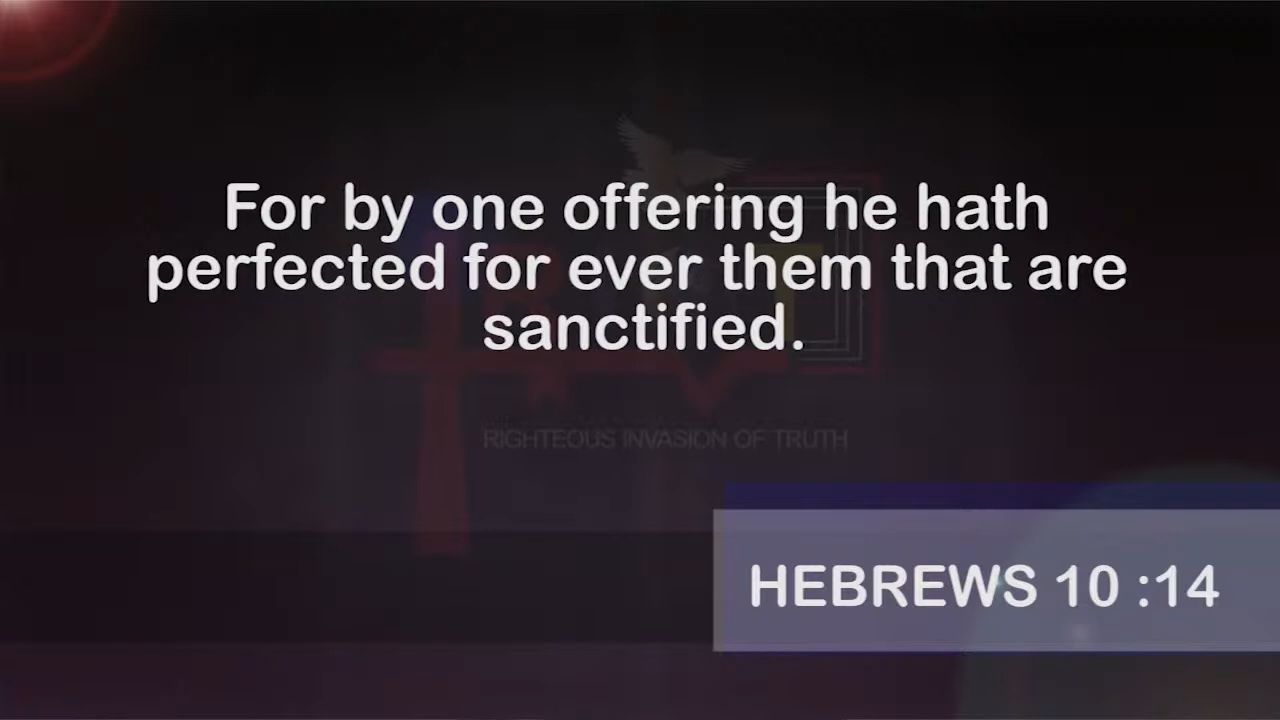 For by one offering he hath
perfected for ever them that are
sanctified.
RIGHTEOUS INVASION OF TRUTH
HEBREWS 10 :14